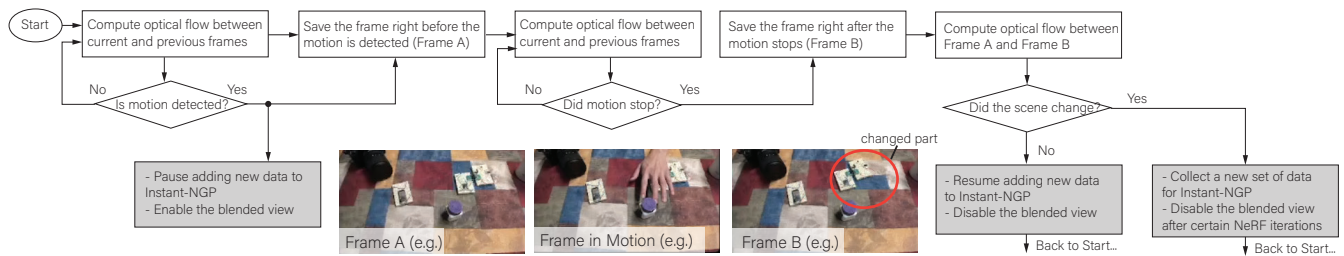 Start
Compute optical flow between
current and previous frames
Save the frame right before the
motion is detected (Frame A)
Compute optical flow between
current and previous frames
Save the frame right after the
motion stops (Frame B)
Compute optical flow between
Frame A and Frame B
No
Is motion detected?
Yes
No
Did motion stop?
Yes
Did the scene change?
Yes
No
- Pause adding new data to
Instant-NGP
- Enable the blended view
Frame A (e.g.)
Frame in Motion (e.g.)
changed part
Frame B (e.g.)
- Resume adding new data
to Instant-NGP
- Disable the blended view
Back to Start...
- Collect a new set of data
for Instant-NGP
- Disable the blended view
after certain NeRF iterations
Back to Start...